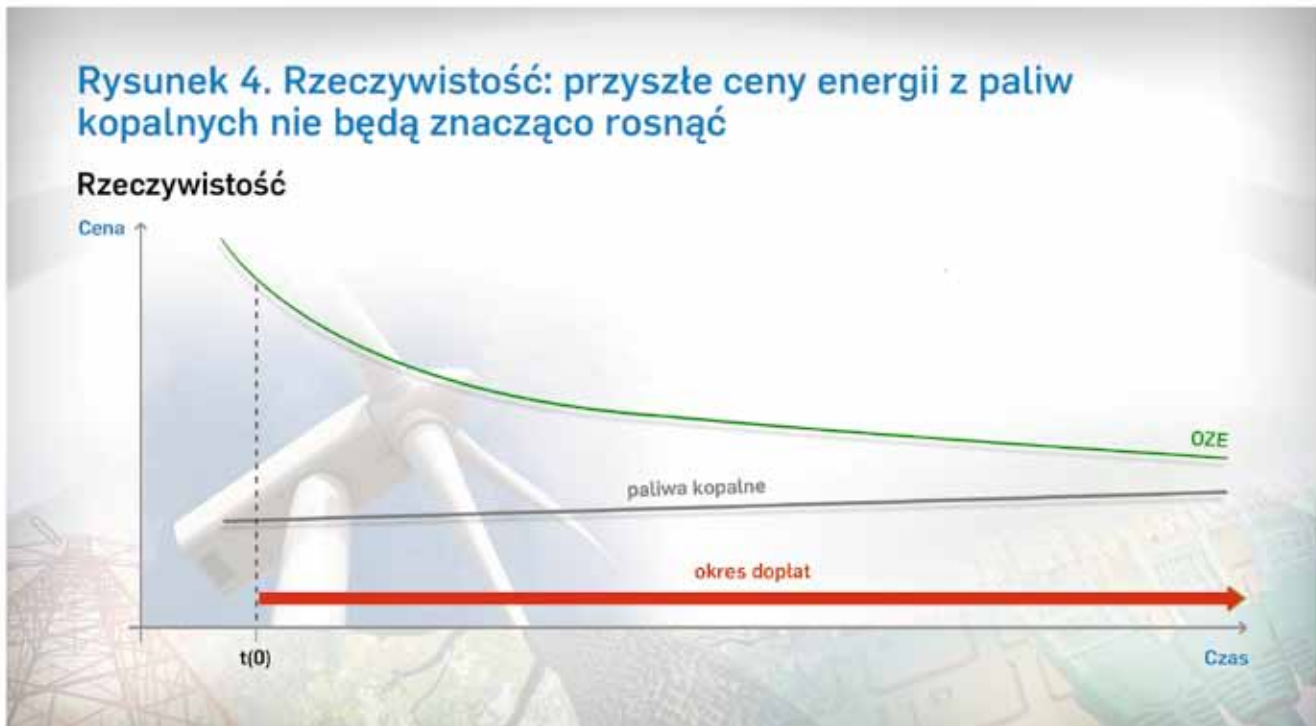 Rysunek 4. Rzeczywistość: przyszłe ceny energii z paliw
kopalnych nie będą znacząco rosnąć
Rzeczywistość
Cena
OZE
paliwa kopalne
okres dopłat
t(0)
Czas